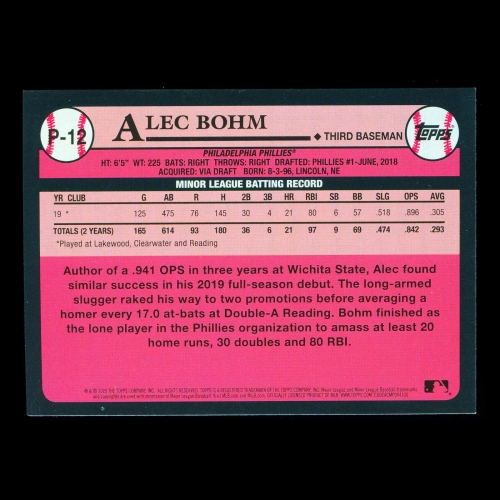 P-12
ALEC BOHM
THIRD BASEMAN
TOPPS
PHILADELPHIA PHILLIES®
HT: 6'5" WT: 225 BATS: RIGHT THROWS: RIGHT DRAFTED: PHILLIES #1-JUNE, 2018
ACQUIRED: VIA DRAFT BORN: 8-3-96, LINCOLN, NE
MINOR LEAGUE BATTING RECORD
YR CLUB G AB R H 2B 3B HR RBI SB BB SLG OPS AVG
19 * 125 475 76 145 30 4 21 80 6 57 .518 .896 .305
TOTALS (2 YEARS) 165 614 93 180 36 6 21 97 9 69 .474 .842 .293
*Played at Lakewood, Clearwater and Reading
Author of a .941 OPS in three years at Wichita State, Alec found
similar success in his 2019 full-season debut. The long-armed
slugger raked his way to two promotions before averaging a
homer every 17.0 at-bats at Double-A Reading. Bohm finished as
the lone player in the Phillies organization to amass at least 20
home runs, 30 doubles and 80 RBI.